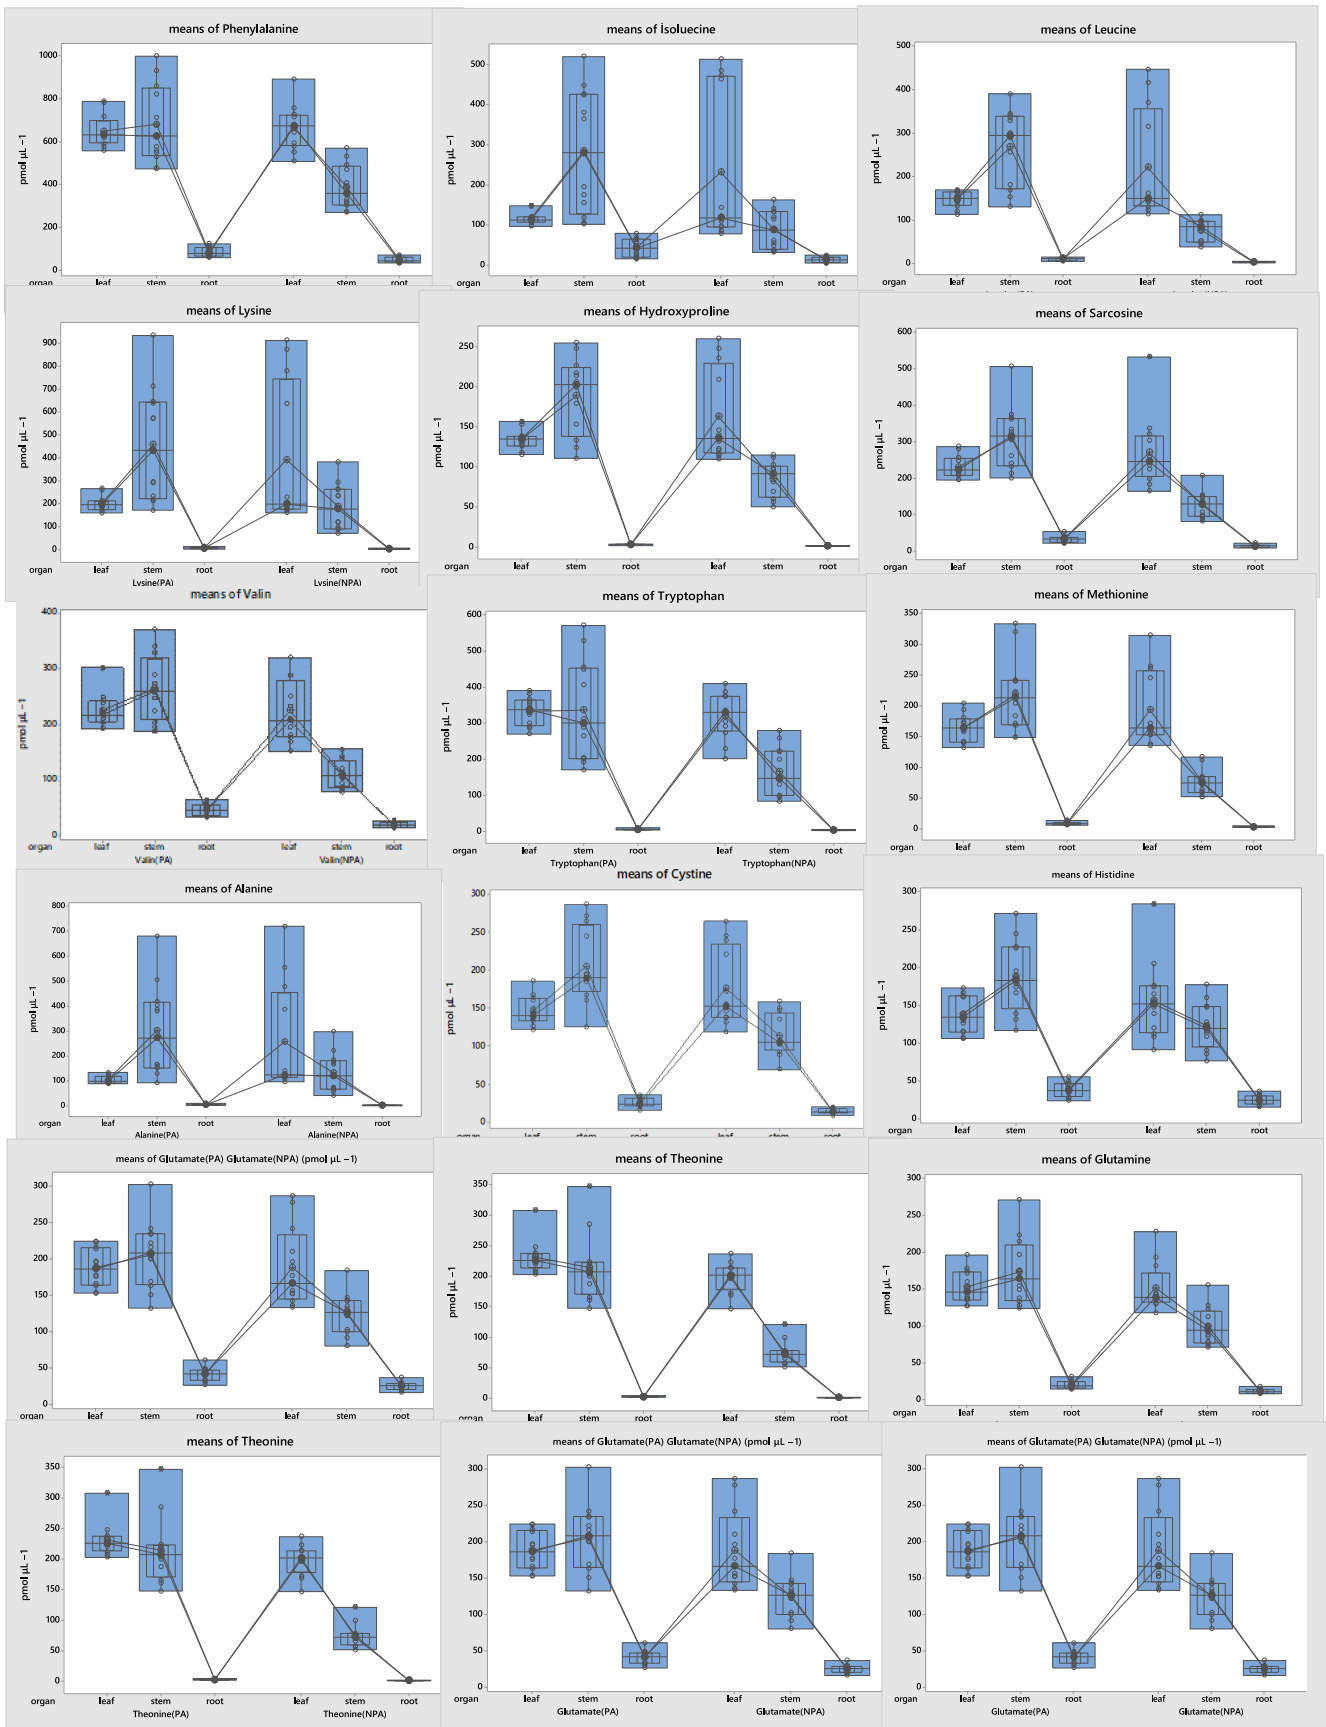 means of Phenylalanine
pmol µL −1
1000
800
600
400
200
0
organ leaf stem root leaf stem root
means of İsoluecine
pmol µL −1
500
400
300
200
100
0
organ leaf stem root leaf stem root
means of Leucine
pmol µL −1
500
400
300
200
100
0
organ leaf stem root leaf stem root
means of Lysine
pmol µL −1
900
800
700
600
500
400
300
200
100
0
organ leaf stem root leaf stem root
Lysine(PA) Lysine(NPA)
means of Hydroxyproline
pmol µL −1
250
200
150
100
50
0
organ leaf stem root leaf stem root
means of Sarcosine
pmol µL −1
600
500
400
300
200
100
0
organ leaf stem root leaf stem root
means of Valin
pmol µL −1
400
300
200
100
0
organ leaf stem root leaf stem root
Valin(PA) Valin(NPA)
means of Tryptophan
pmol µL −1
600
500
400
300
200
100
0
organ leaf stem root leaf stem root
Tryptophan(PA) Tryptophan(NPA)
means of Methionine
pmol µL −1
350
300
250
200
150
100
50
0
organ leaf stem root leaf stem root
means of Alanine
pmol µL −1
800
700
600
500
400
300
200
100
0
organ leaf stem root leaf stem root
Alanine(PA) Alanine(NPA)
means of Cystine
pmol µL −1
300
250
200
150
100
50
0
organ leaf stem root leaf stem root
means of Histidine
pmol µL −1
300
250
200
150
100
50
0
organ leaf stem root leaf stem root
means of Glutamate(PA) Glutamate(NPA) (pmol µL −1)
pmol µL −1
300
250
200
150
100
50
0
organ leaf stem root leaf stem root
means of Theonine
pmol µL −1
350
300
250
200
150
100
50
0
organ leaf stem root leaf stem root
means of Glutamine
pmol µL −1
300
250
200
150
100
50
0
organ leaf stem root leaf stem root
means of Theonine
pmol µL −1
350
300
250
200
150
100
50
0
organ leaf stem root leaf stem root
Theonine(PA) Theonine(NPA)
means of Glutamate(PA) Glutamate(NPA) (pmol µL −1)
pmol µL −1
300
250
200
150
100
50
0
organ leaf stem root leaf stem root
Glutamate(PA) Glutamate(NPA)
means of Glutamate(PA) Glutamate(NPA) (pmol µL −1)
pmol µL −1
300
250
200
150
100
50
0
organ leaf stem root leaf stem root
Glutamate(PA) Glutamate(NPA)